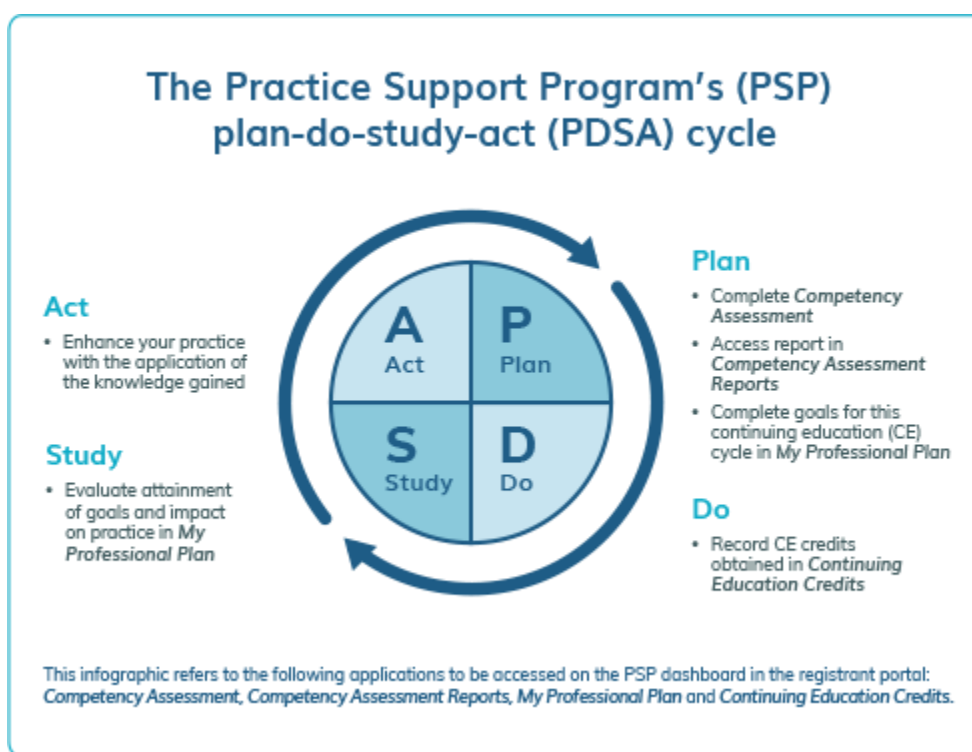 The Practice Support Program's (PSP)
plan-do-study-act (PDSA) cycle
Act
• Enhance your practice
with the application of
the knowledge gained
Study
• Evaluate attainment
of goals and impact
on practice in My
Professional Plan
A
Act
P
Plan
S
Study
D
Do
Plan
• Complete Competency
Assessment
• Access report in
Competency Assessment
Reports
• Complete goals for this
continuing education (CE)
cycle in My Professional Plan
Do
• Record CE credits
obtained in Continuing
Education Credits
This infographic refers to the following applications to be accessed on the PSP dashboard in the registrant portal:
Competency Assessment, Competency Assessment Reports, My Professional Plan and Continuing Education Credits.